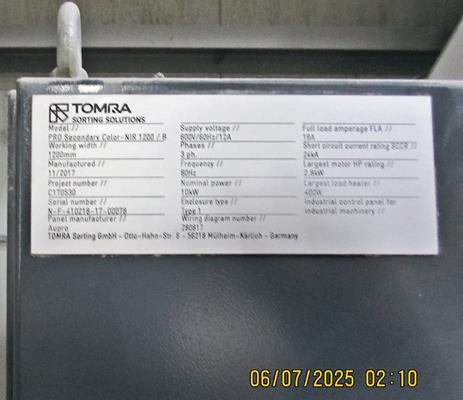 TOMRA
SORTING SOLUTIONS
Model //
PRO Secondary Color-NIR 1200 / B
Working width //
1200mm
Manufactured //
11/2017
Project number //
C170530
Serial number //
N-F-410218-17-00078
Panel manufacturer //
Aupro
Supply voltage //
600V/60Hz/12A
Phases //
3 ph.
Frequency //
60Hz
Nominal power //
10kW
Enclosure type //
Type 1
Wiring diagram number //
280817
Full load amperage FLA //
18A
Short circuit current rating SCCR //
24kA
Largest motor HP rating //
2.6kW
Largest load heater //
400W
Industrial control panel for
industrial machinery //
TOMRA Sorting GmbH - Otto-Hahn-Str. 6 - 56218 Mülheim-Kärlich - Germany
06/07/2025 02:10